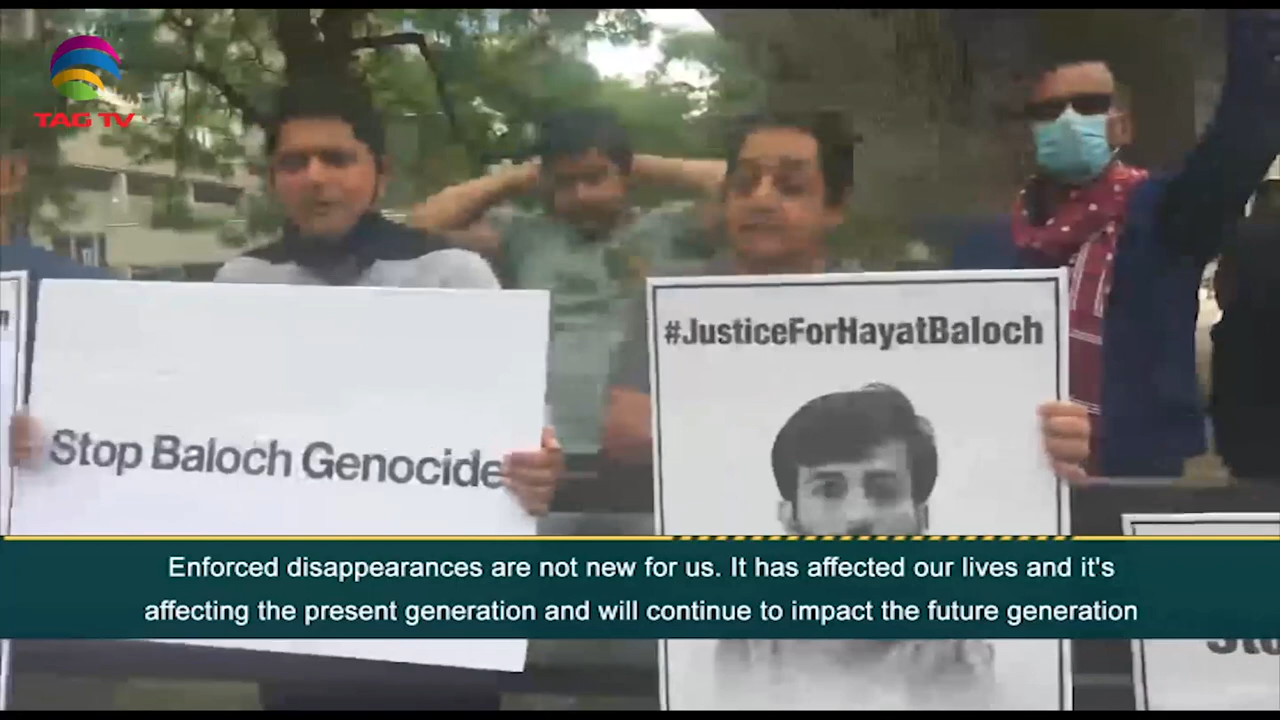 TAG TV
#JusticeForHayatBaloch
Stop Baloch Genocide
Enforced disappearances are not new for us. It has affected our lives and it's
affecting the present generation and will continue to impact the future generation